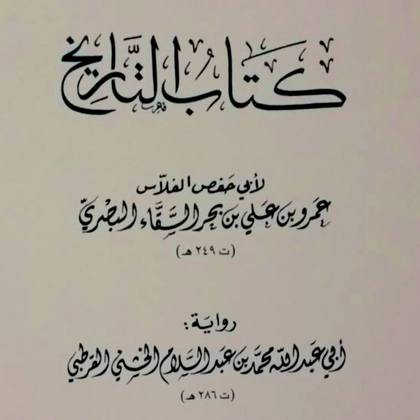 كتاب التاريخ
لأبي حفص الفلاس
عمرو بن علي بن بحر السقاء البصري
(ت ٢٤٩ هـ)
رواية:
أبي عبد الله محمد بن عبد السلام الخشني القرطبي
(ت ٢٨٦ هـ)